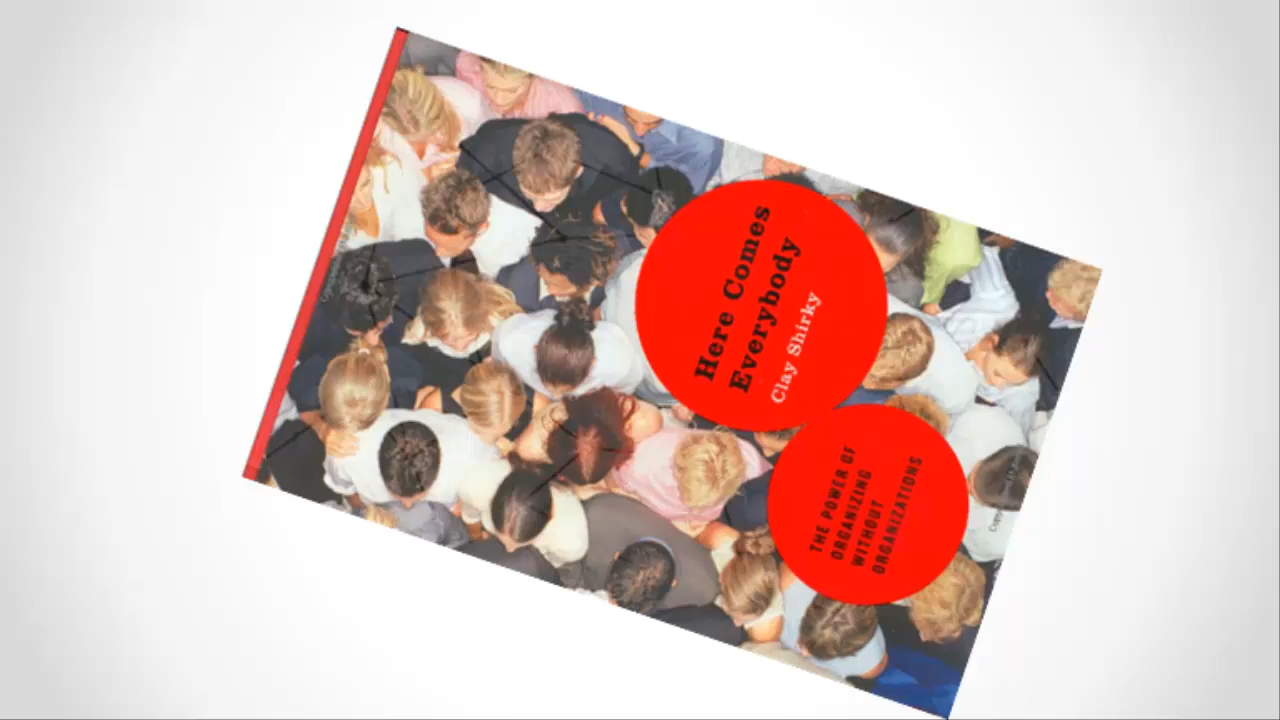 Here Comes
Everybody
Clay Shirky
THE POWER OF
ORGANIZING
WITHOUT
ORGANIZATIONS